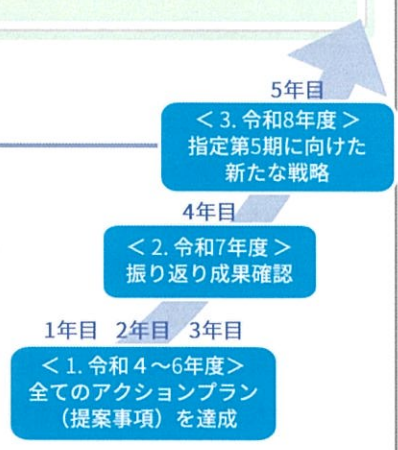 5年目
< 3. 令和8年度 >
指定第5期に向けた
新たな戦略
4年目
< 2. 令和7年度 >
振り返り成果確認
1年目 2年目 3年目
< 1. 令和４～6年度>
全てのアクションプラン
（提案事項）を達成